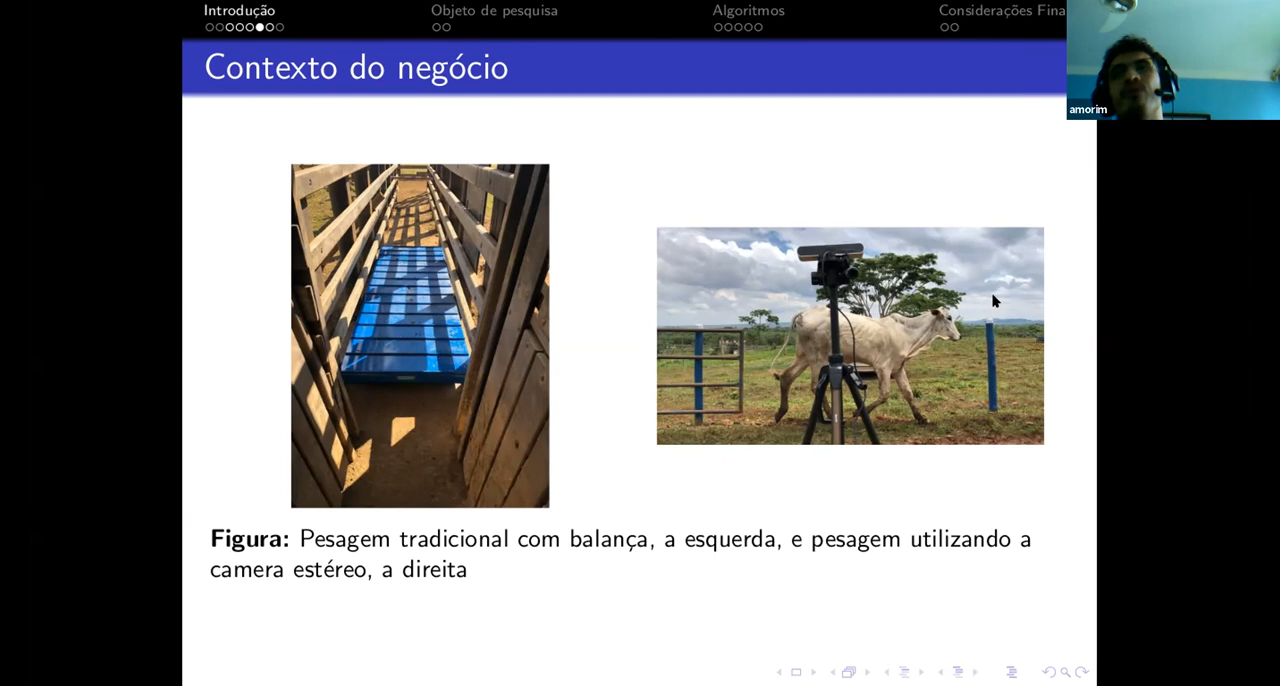 Introdução Objeto de pesquisa Algoritmos Considerações Fina
amorim
Contexto do negócio
Figura: Pesagem tradicional com balança, a esquerda, e pesagem utilizando a
camera estéreo, a direita